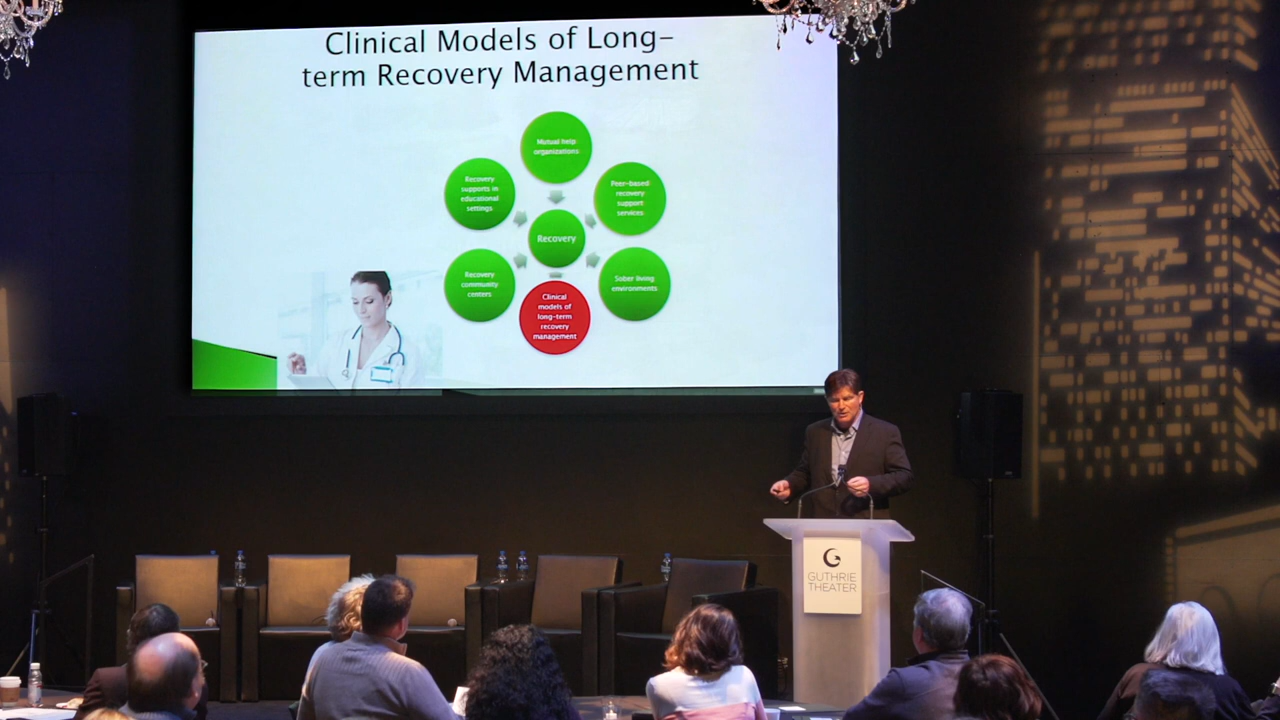 Clinical Models of Long-
term Recovery Management
Mutual help
organizations
Recovery
supports in
educational
settings
Peer-based
recovery
support
services
Recovery
Recovery
community
centers
Sober living
environments
Clinical
models of
long-term
recovery
management
GUTHRIE
THEATER